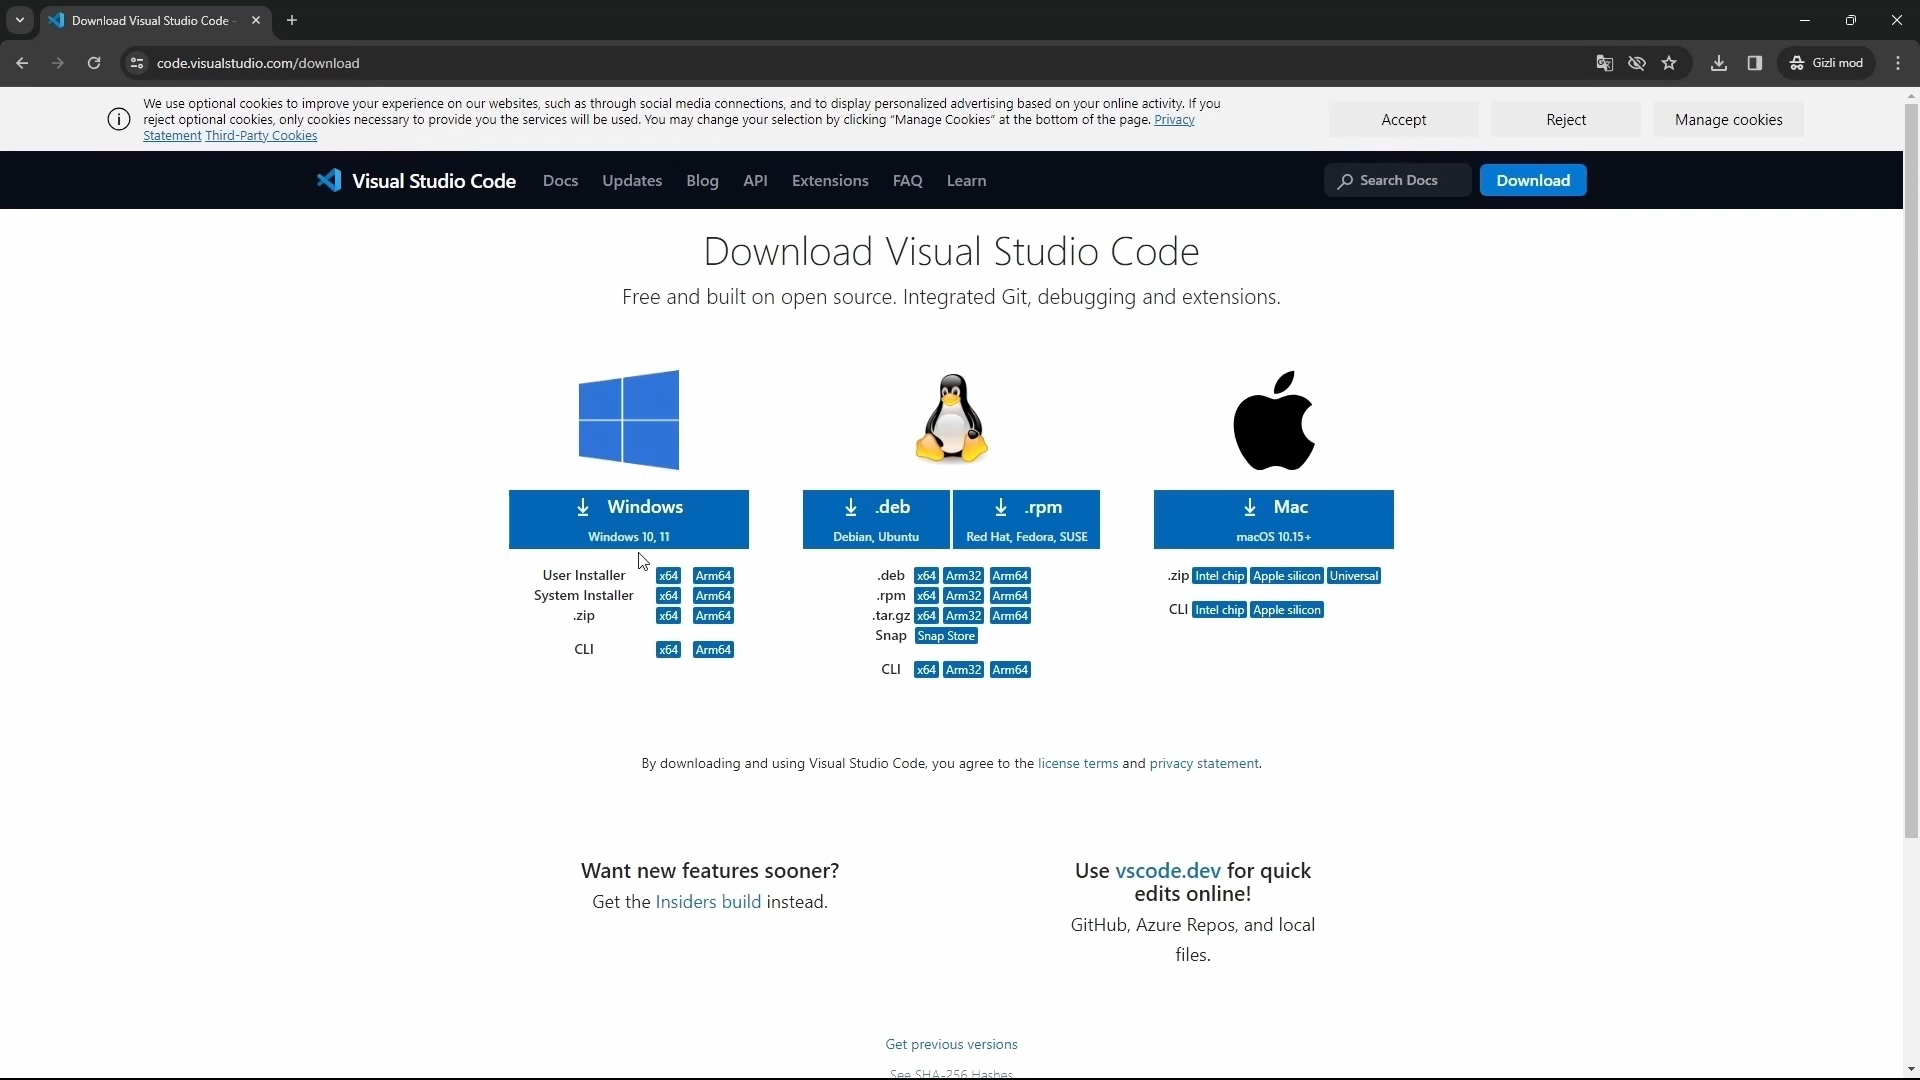 Download Visual Studio Code -
code.visualstudio.com/download
Gizli mod
We use optional cookies to improve your experience on our websites, such as through social media connections, and to display personalized advertising based on your online activity. If you
reject optional cookies, only cookies necessary to provide you the services will be used. You may change your selection by clicking “Manage Cookies” at the bottom of the page. Privacy
Statement Third-Party Cookies
Accept
Reject
Manage cookies
Visual Studio Code
Docs
Updates
Blog
API
Extensions
FAQ
Learn
Search Docs
Download
Download Visual Studio Code
Free and built on open source. Integrated Git, debugging and extensions.
Windows
Windows 10, 11
User Installer x64 Arm64
System Installer x64 Arm64
.zip x64 Arm64
CLI x64 Arm64
.deb
Debian, Ubuntu
.rpm
Red Hat, Fedora, SUSE
.deb x64 Arm32 Arm64
.rpm x64 Arm32 Arm64
.tar.gz x64 Arm32 Arm64
Snap Snap Store
CLI x64 Arm32 Arm64
Mac
macOS 10.15+
.zip Intel chip Apple silicon Universal
CLI Intel chip Apple silicon
By downloading and using Visual Studio Code, you agree to the license terms and privacy statement.
Want new features sooner?
Get the Insiders build instead.
Use vscode.dev for quick
edits online!
GitHub, Azure Repos, and local
files.
Get previous versions
See SHA-256 Hashes